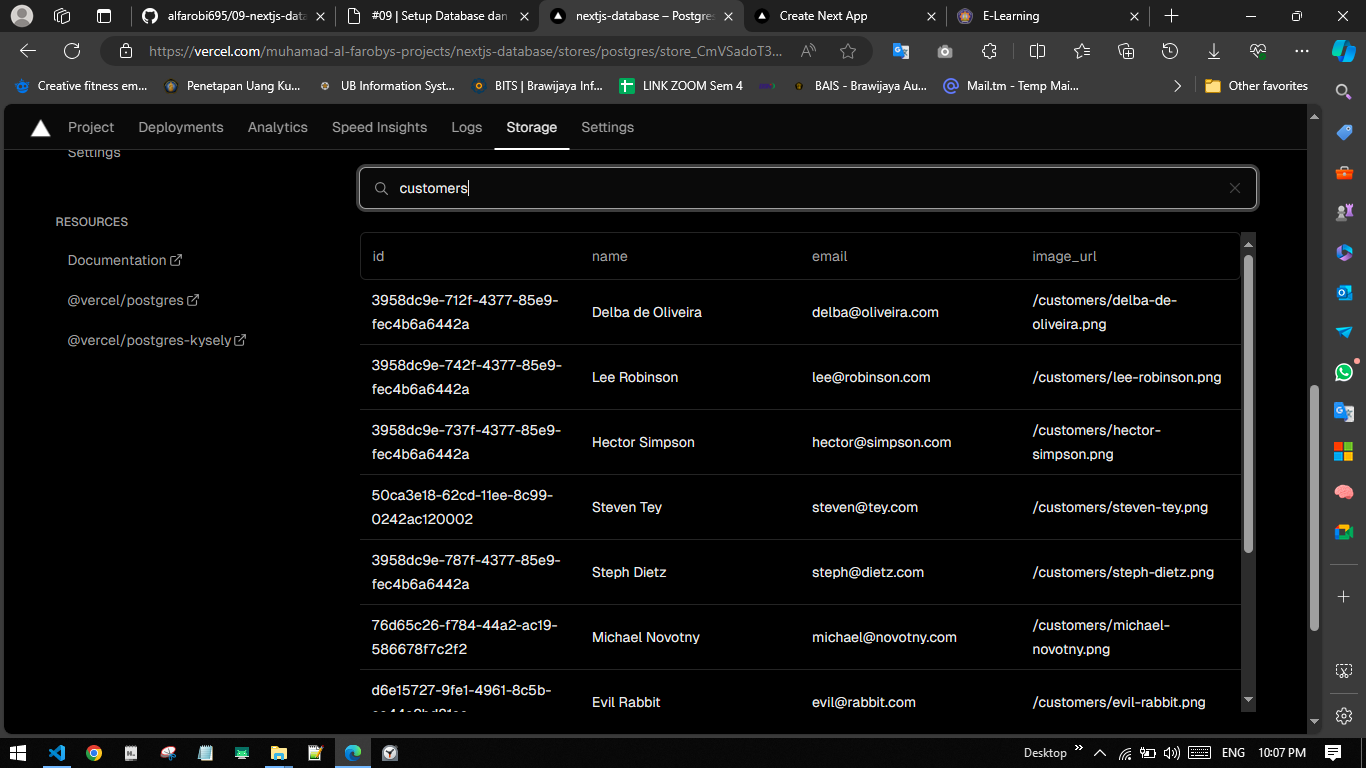 alfarobi695/09-nextjs-data
#09 | Setup Database dan
nextjs-database – Postgres
Create Next App
E-Learning
https://vercel.com/muhamad-al-farobys-projects/nextjs-database/stores/postgres/store_CmVSadoT3...
Creative fitness em...
Penetapan Uang Ku...
UB Information Syst...
BITS | Brawijaya Inf...
LINK ZOOM Sem 4
BAIS - Brawijaya Au...
Mail.tm - Temp Mai...
Other favorites
Project
Deployments
Analytics
Speed Insights
Logs
Storage
Settings
Settings
RESOURCES
Documentation
@vercel/postgres
@vercel/postgres-kysely
customers
id name email image_url
3958dc9e-712f-4377-85e9-
fec4b6a6442a
Delba de Oliveira
delba@oliveira.com
/customers/delba-de-
oliveira.png
3958dc9e-742f-4377-85e9-
fec4b6a6442a
Lee Robinson
lee@robinson.com
/customers/lee-robinson.png
3958dc9e-737f-4377-85e9-
fec4b6a6442a
Hector Simpson
hector@simpson.com
/customers/hector-
simpson.png
50ca3e18-62cd-11ee-8c99-
0242ac120002
Steven Tey
steven@tey.com
/customers/steven-tey.png
3958dc9e-787f-4377-85e9-
fec4b6a6442a
Steph Dietz
steph@dietz.com
/customers/steph-dietz.png
76d65c26-f784-44a2-ac19-
586678f7c2f2
Michael Novotny
michael@novotny.com
/customers/michael-
novotny.png
d6e15727-9fe1-4961-8c5b-
Evil Rabbit
evil@rabbit.com
/customers/evil-rabbit.png
Desktop
ENG
10:07 PM